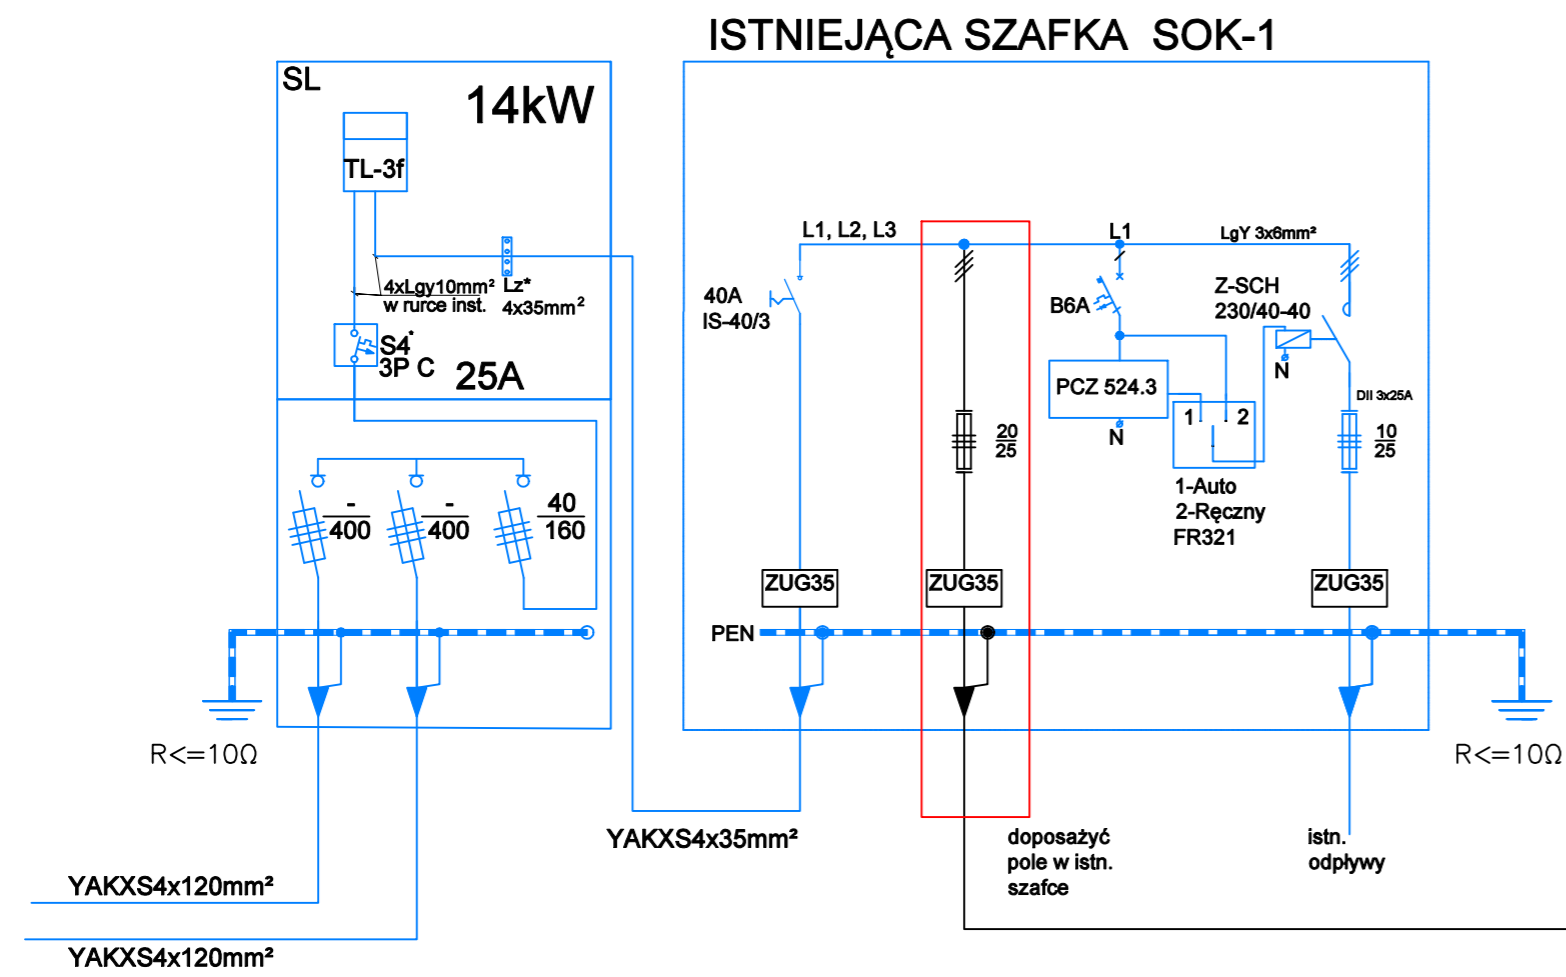 ISTNIEJĄCA SZAFKA SOK-1
SL
14kW
TL-3f
4xLgy10mm²
w rurce inst.
Lz*
4x35mm²
S4*
3P C
25A
-
400
-
400
40
160
R<=10Ω
YAKXS4x120mm²
YAKXS4x120mm²
YAKXS4x35mm²
L1, L2, L3
40A
IS-40/3
20
25
L1
B6A
PCZ 524.3
N
LgY 3x6mm²
Z-SCH
230/40-40
N
1 2
1-Auto
2-Ręczny
FR321
DII 3x25A
10
25
ZUG35
ZUG35
ZUG35
PEN
R<=10Ω
doposażyć
pole w istn.
szafce
istn.
odpływy